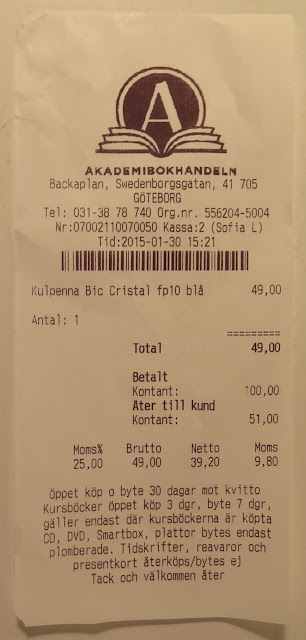 A
AKADEMIBOKHANDELN
Backaplan, Swedenborgsgatan, 41 705
GÖTEBORG
Tel: 031-38 78 740 Org.nr. 556204-5004
Nr:07002110070050 Kassa:2 (Sofia L)
Tid:2015-01-30 15:21
Kulpenna Bic Cristal fp10 blå 49,00
Antal: 1
=========
Total 49,00
Betalt
Kontant: 100,00
Åter till kund
Kontant: 51,00
Moms% Brutto Netto Moms
25,00 49,00 39,20 9,80
öppet köp o byte 30 dagar mot kvitto
Kursböcker öppet köp 3 dgr, byte 7 dgr,
gäller endast där kursböckerna är köpta
CD, DVD, Smartbox, plattor bytes endast
plomberade. Tidskrifter, reavaror och
presentkort återköps/bytes ej
Tack och välkommen åter